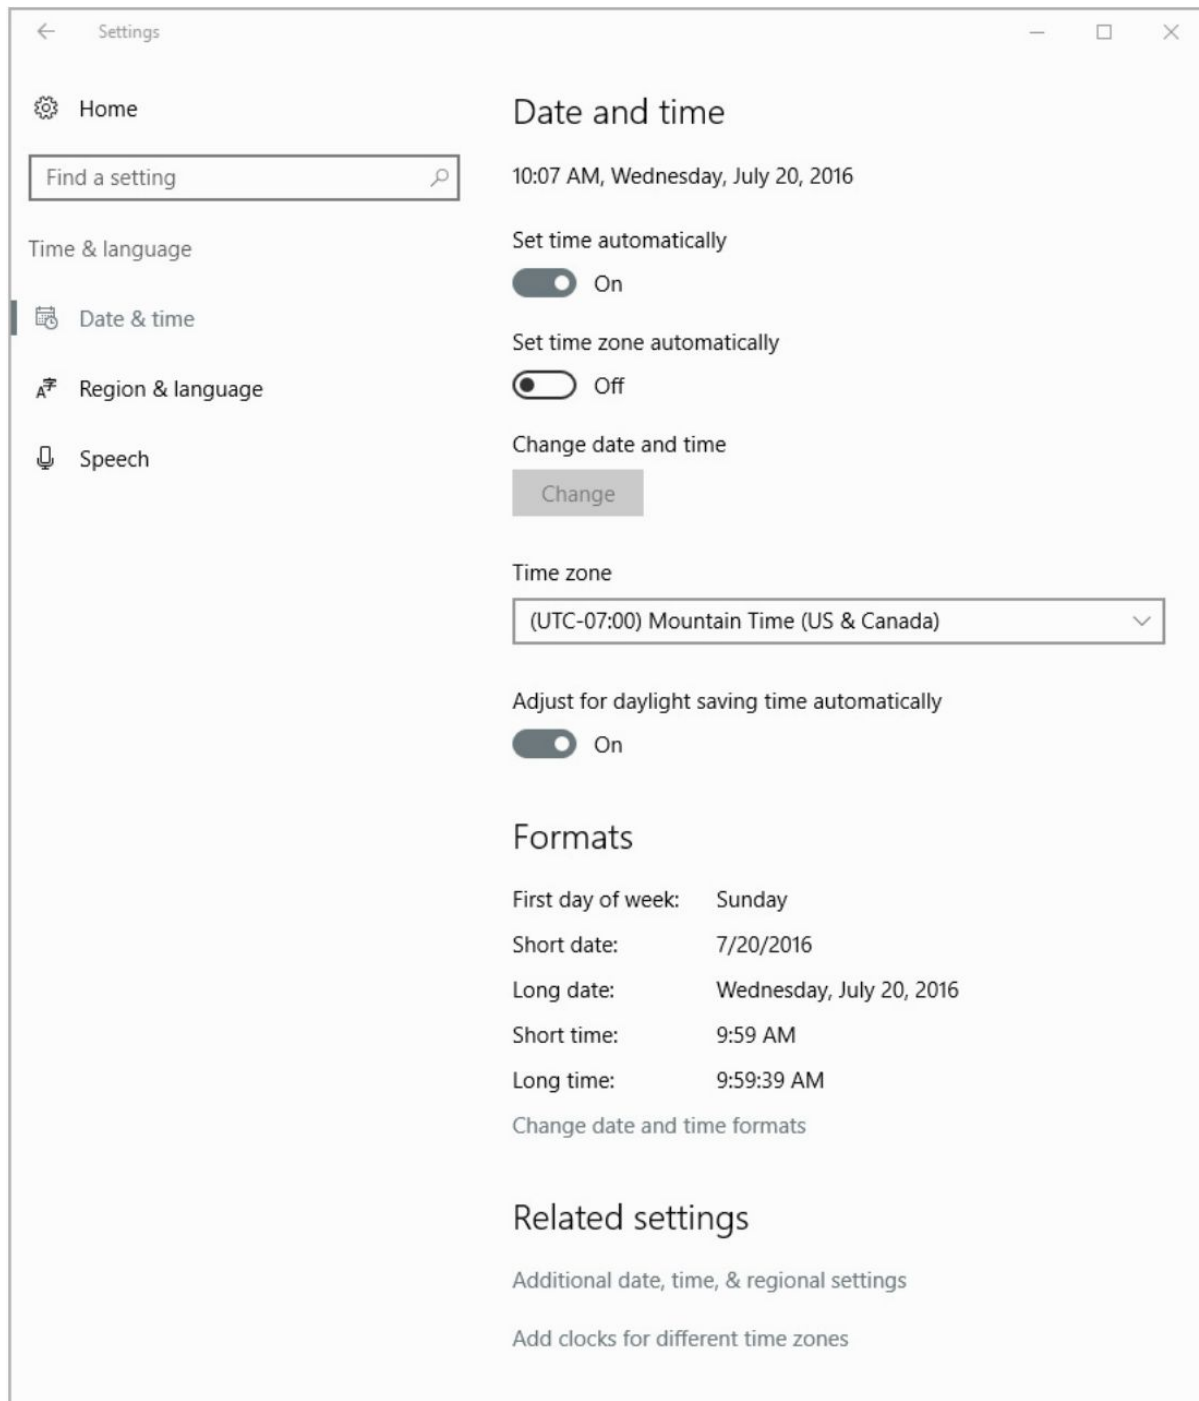 Settings
Home
Find a setting
Time & language
Date & time
A字 Region & language
Speech
Date and time
10:07 AM, Wednesday, July 20, 2016
Set time automatically
On
Set time zone automatically
Off
Change date and time
Change
Time zone
(UTC-07:00) Mountain Time (US & Canada)
Adjust for daylight saving time automatically
On
Formats
First day of week: Sunday
Short date: 7/20/2016
Long date: Wednesday, July 20, 2016
Short time: 9:59 AM
Long time: 9:59:39 AM
Change date and time formats
Related settings
Additional date, time, & regional settings
Add clocks for different time zones